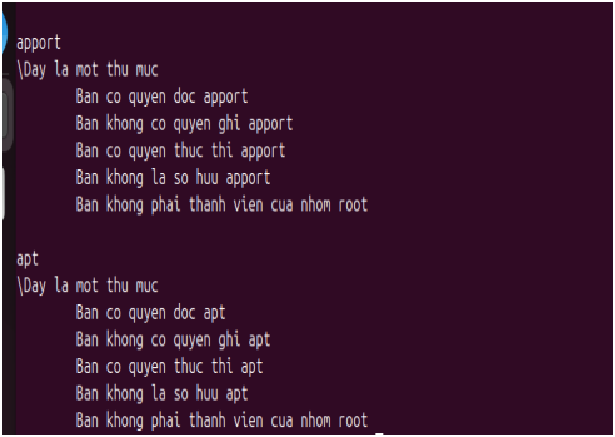 apport
\Day la mot thu muc
Ban co quyen doc apport
Ban khong co quyen ghi apport
Ban co quyen thuc thi apport
Ban khong la so huu apport
Ban khong phai thanh vien cua nhom root
apt
\Day la mot thu muc
Ban co quyen doc apt
Ban khong co quyen ghi apt
Ban co quyen thuc thi apt
Ban khong la so huu apt
Ban khong phai thanh vien cua nhom root